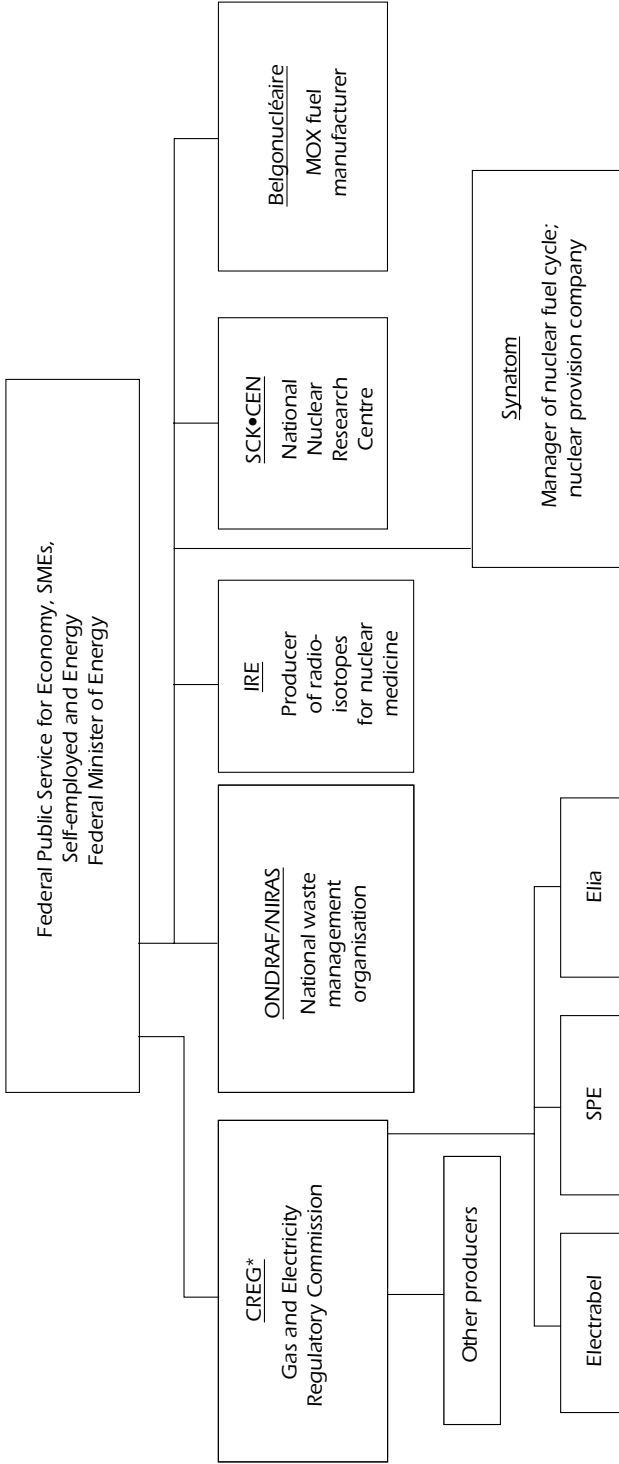 Federal Public Service for Economy, SMEs,
Self-employed and Energy
Federal Minister of Energy
CREG*
Gas and Electricity
Regulatory Commission
ONDRAF/NIRAS
National waste
management
organisation
IRE
Producer
of radio-
isotopes
for nuclear
medicine
SCK•CEN
National
Nuclear
Research
Centre
Belgonucléaire
MOX fuel
manufacturer
Other producers
Electrabel
SPE
Elia
Synatom
Manager of nuclear fuel cycle;
nuclear provision company